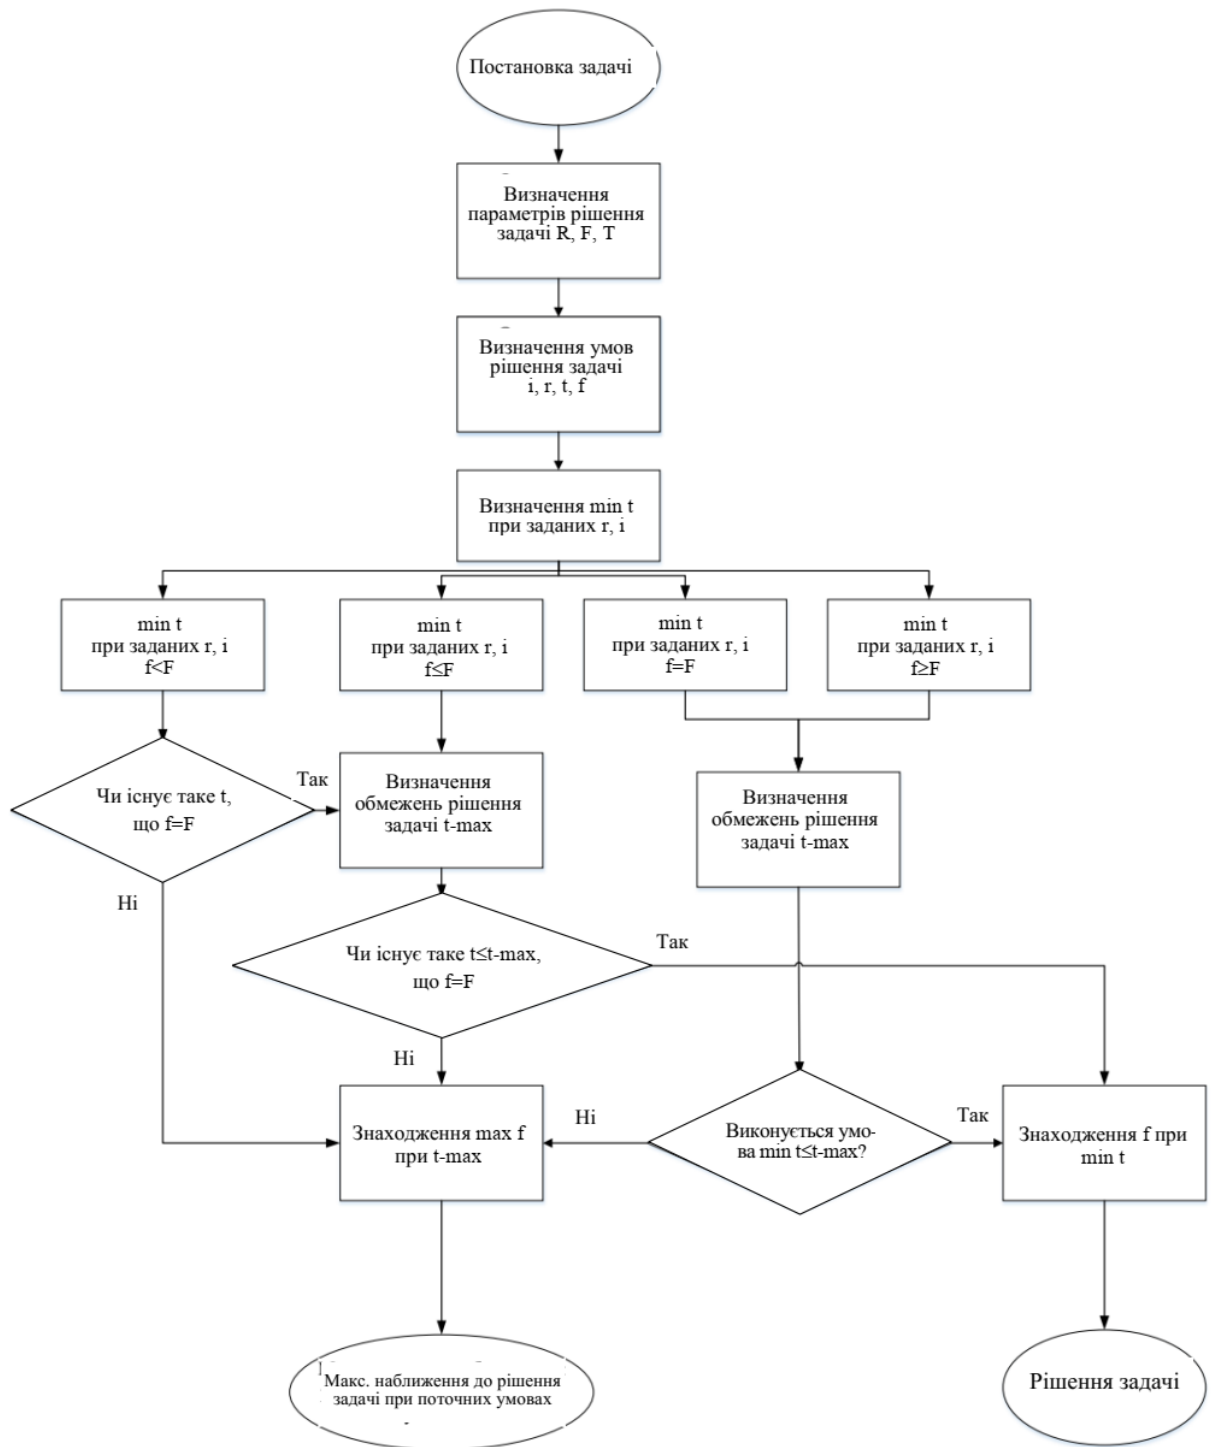 Постановка задачі
Визначення
параметрів рішення
задачі R, F, T
Визначення умов
рішення задачі
i, r, t, f
Визначення min t
при заданих r, i
min t
при заданих r, i
f<F
min t
при заданих r, i
f≤F
min t
при заданих r, i
f=F
min t
при заданих r, i
f≥F
Чи існує таке t,
що f=F
Так
Визначення
обмежень рішення
задачі t-max
Визначення
обмежень рішення
задачі t-max
Ні
Чи існує таке t≤t-max,
що f=F
Так
Ні
Знаходження max f
при t-max
Ні
Виконується умо-
ва min t≤t-max?
Так
Знаходження f при
min t
Макс. наближення до рішення
задачі при поточних умовах
Рішення задачі